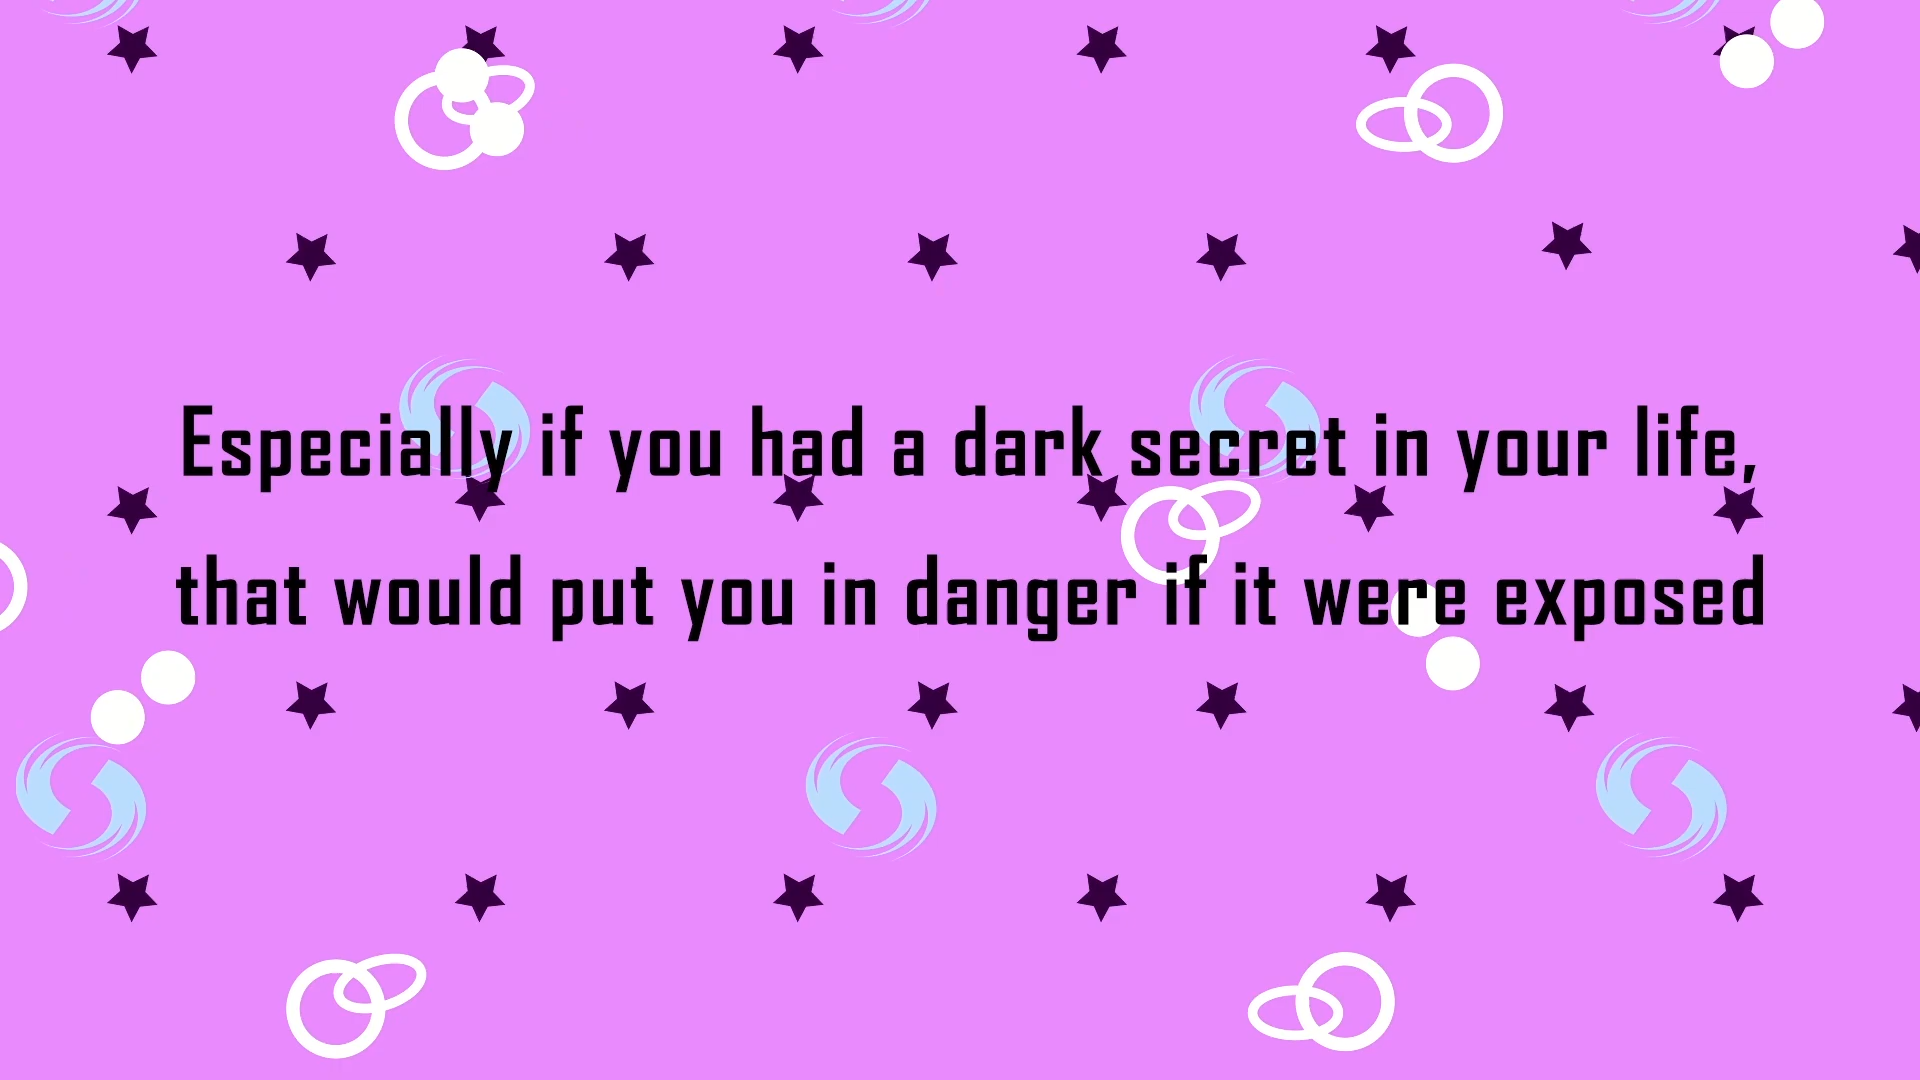 Especially if you had a dark secret in your life,
that would put you in danger if it were exposed